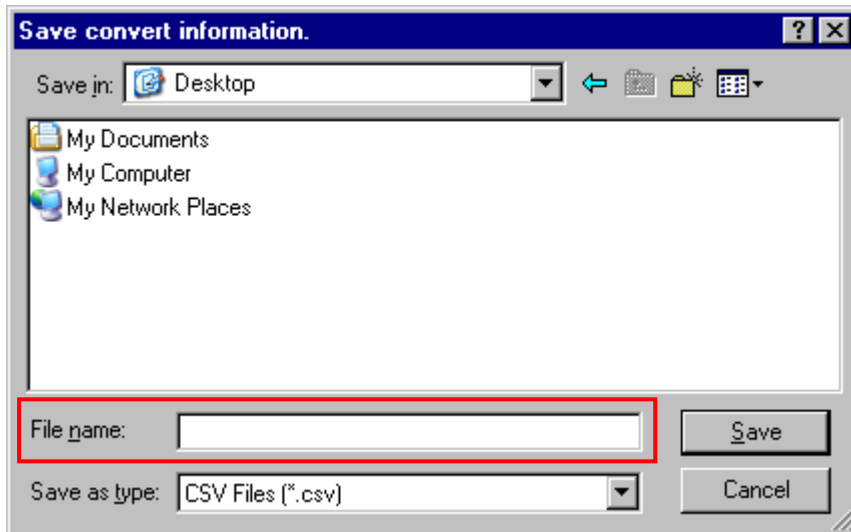 Save convert information.
Save in: Desktop
My Documents
My Computer
My Network Places
File name:
Save
Save as type: CSV Files (*.csv)
Cancel